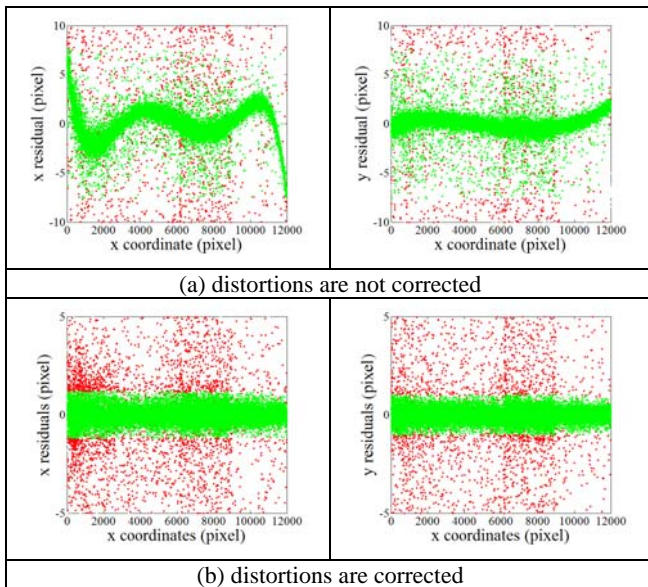 10
5
0
-5
-10
x residual (pixel)
0 2000 4000 6000 8000 10000 12000
x coordinate (pixel)
10
5
0
-5
-10
y residual (pixel)
0 2000 4000 6000 8000 10000 12000
x coordinate (pixel)
(a) distortions are not corrected
5
0
-5
x residuals (pixel)
0 2000 4000 6000 8000 10000 12000
x coordinates (pixel)
5
0
-5
y residuals (pixel)
0 2000 4000 6000 8000 10000 12000
x coordinates (pixel)
(b) distortions are corrected